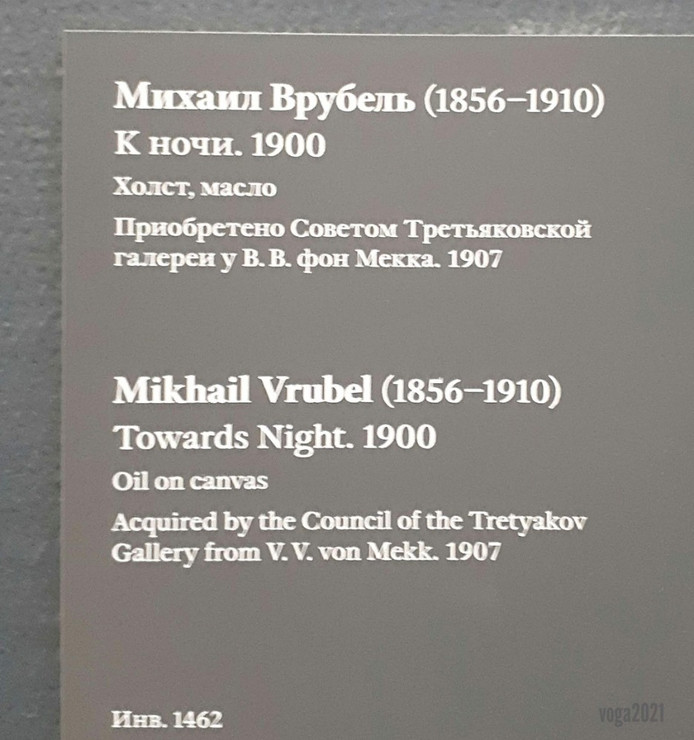 Михаил Врубель (1856–1910)
К ночи. 1900
Холст, масло
Приобретено Советом Третьяковской
галереи у В. В. фон Мекка. 1907
Mikhail Vrubel (1856–1910)
Towards Night. 1900
Oil on canvas
Acquired by the Council of the Tretyakov
Gallery from V. V. von Mekk. 1907
Инв. 1462
voga2021